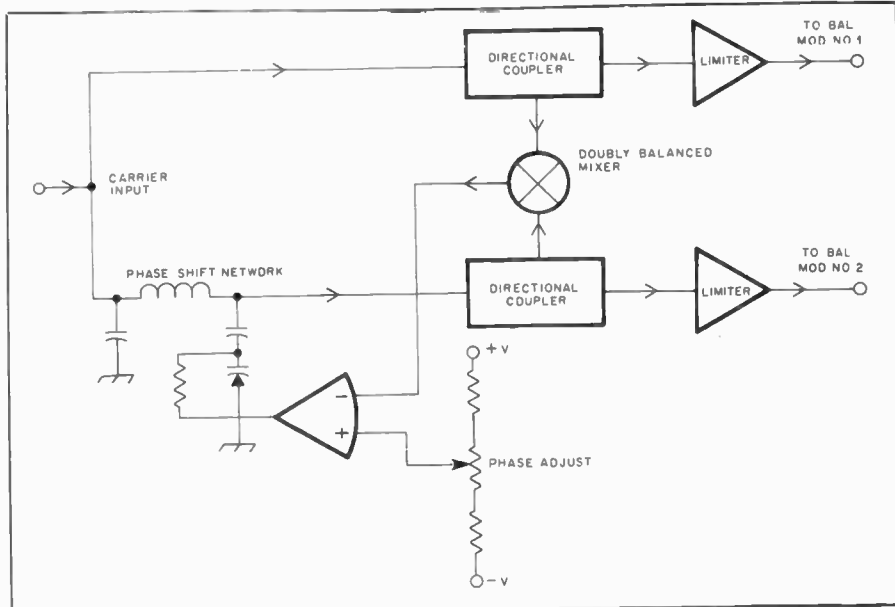 TO BAL
MOD NO 1
DIRECTIONAL
COUPLER
LIMITER
DOUBLY BALANCED
MIXER
CARRIER
INPUT
PHASE SHIFT NETWORK
TO BAL
MOD NO 2
DIRECTIONAL
COUPLER
LIMITER
+V
−
+
PHASE ADJUST
−V